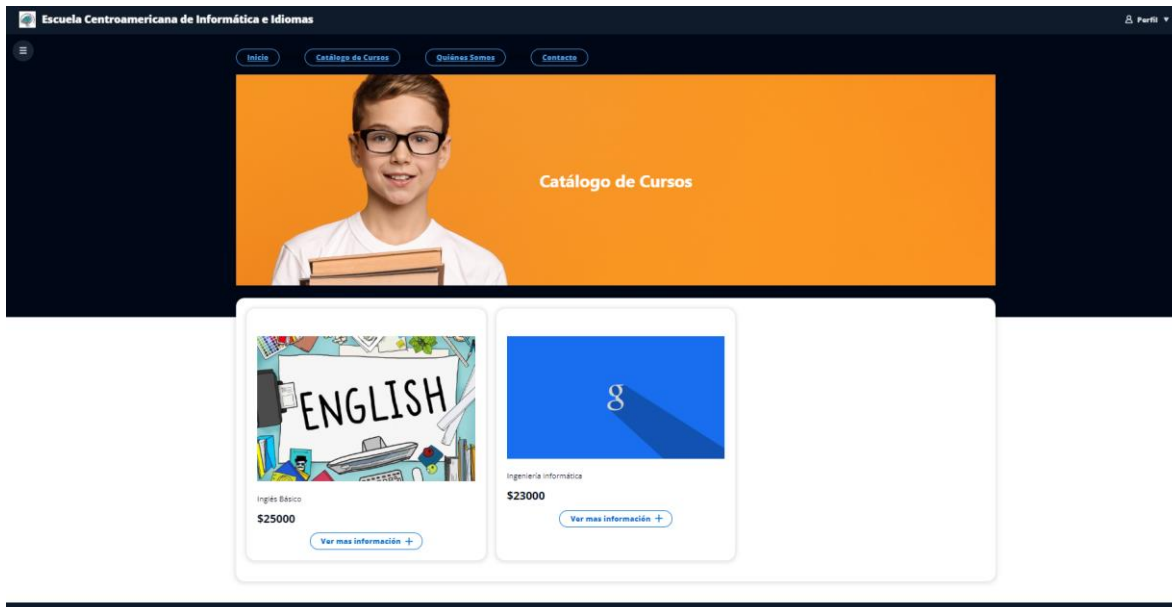 Escuela Centroamericana de Informática e Idiomas
Perfil
Inicio
Catálogo de Cursos
Quiénes Somos
Contacto
Catálogo de Cursos
ENGLISH
g
Inglés Básico
$25000
Ver mas información +
Ingeniería informática
$23000
Ver mas información +